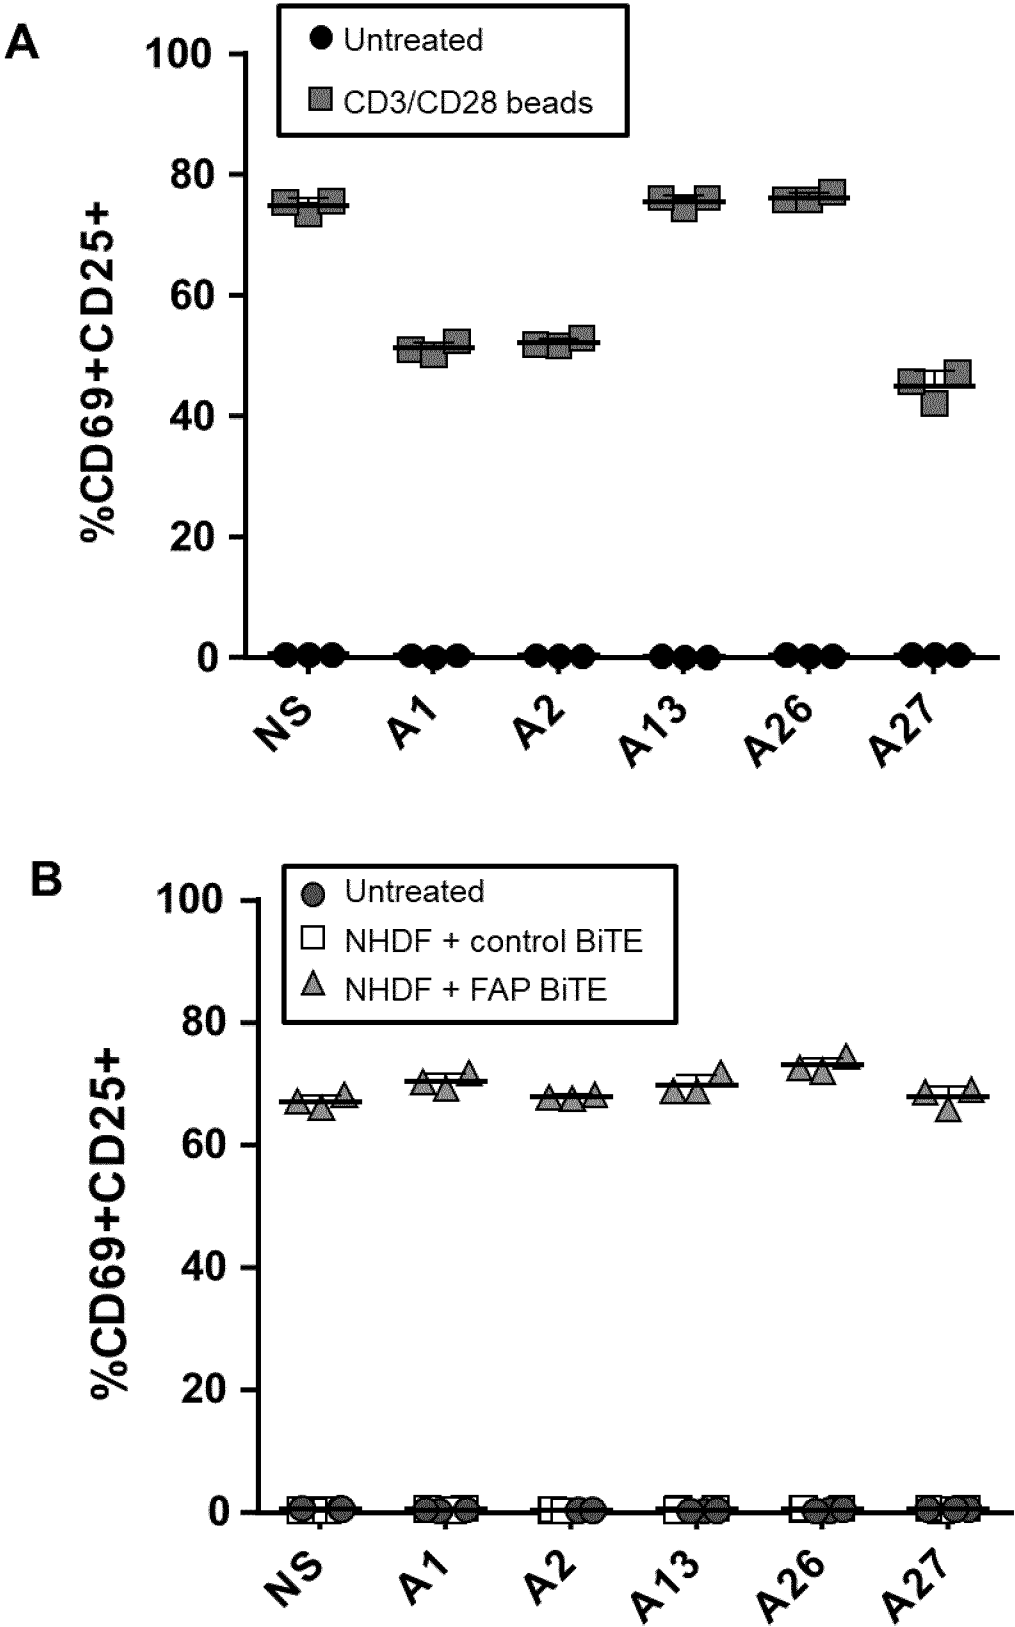 A
Untreated
CD3/CD28 beads
100
80
60
40
20
0
%CD69+CD25+
NS
A1
A2
A13
A26
A27
B
Untreated
NHDF + control BiTE
NHDF + FAP BiTE
100
80
60
40
20
0
%CD69+CD25+
NS
A1
A2
A13
A26
A27